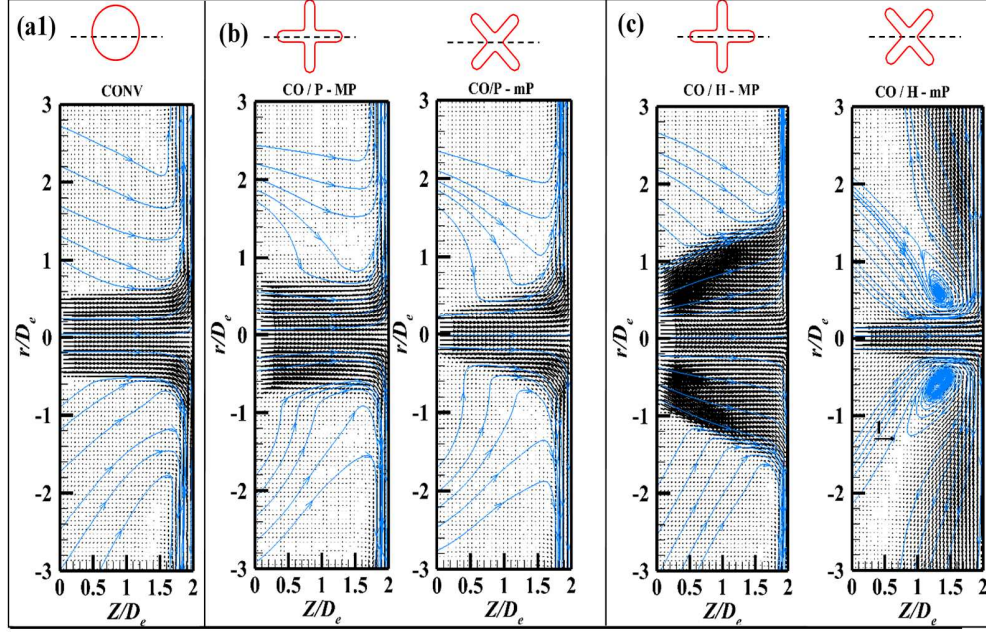 (a1) (b) (c)
CONV CO / P - MP CO/P - mP CO / H - MP CO / H - mP
3 3 3 3 3
2 2 2 2 2
1 1 1 1 1
r/De 0 r/De 0 r/De 0 r/De 0 r/De 0
-1 -1 -1 -1 -1
1
-2 -2 -2 -2 -2
-3 -3 -3 -3 -3
0 0.5 1 1.5 2 0 0.5 1 1.5 2 0 0.5 1 1.5 2 0 0.5 1 1.5 2 0 0.5 1 1.5 2
Z/De Z/De Z/De Z/De Z/De